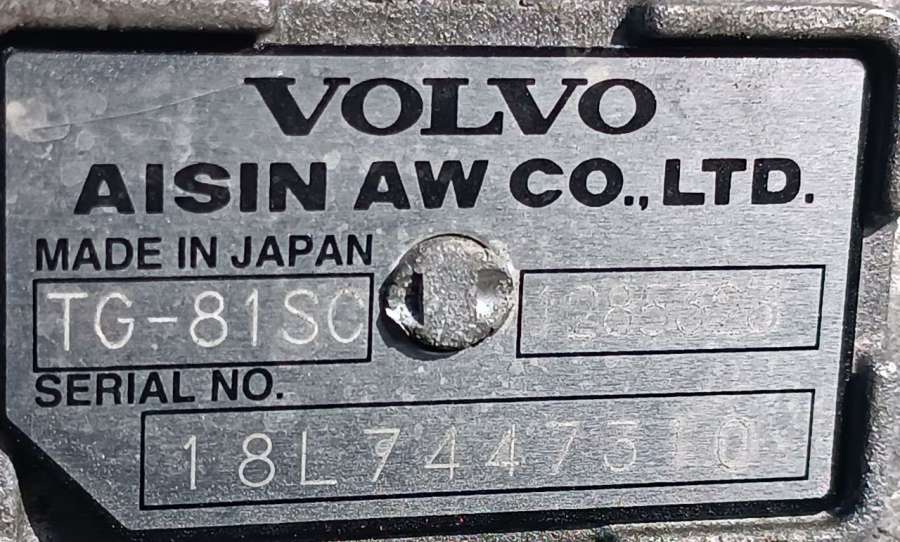 VOLVO
AISIN AW CO., LTD.
MADE IN JAPAN
TG-81SC
SERIAL NO.
18L7447310